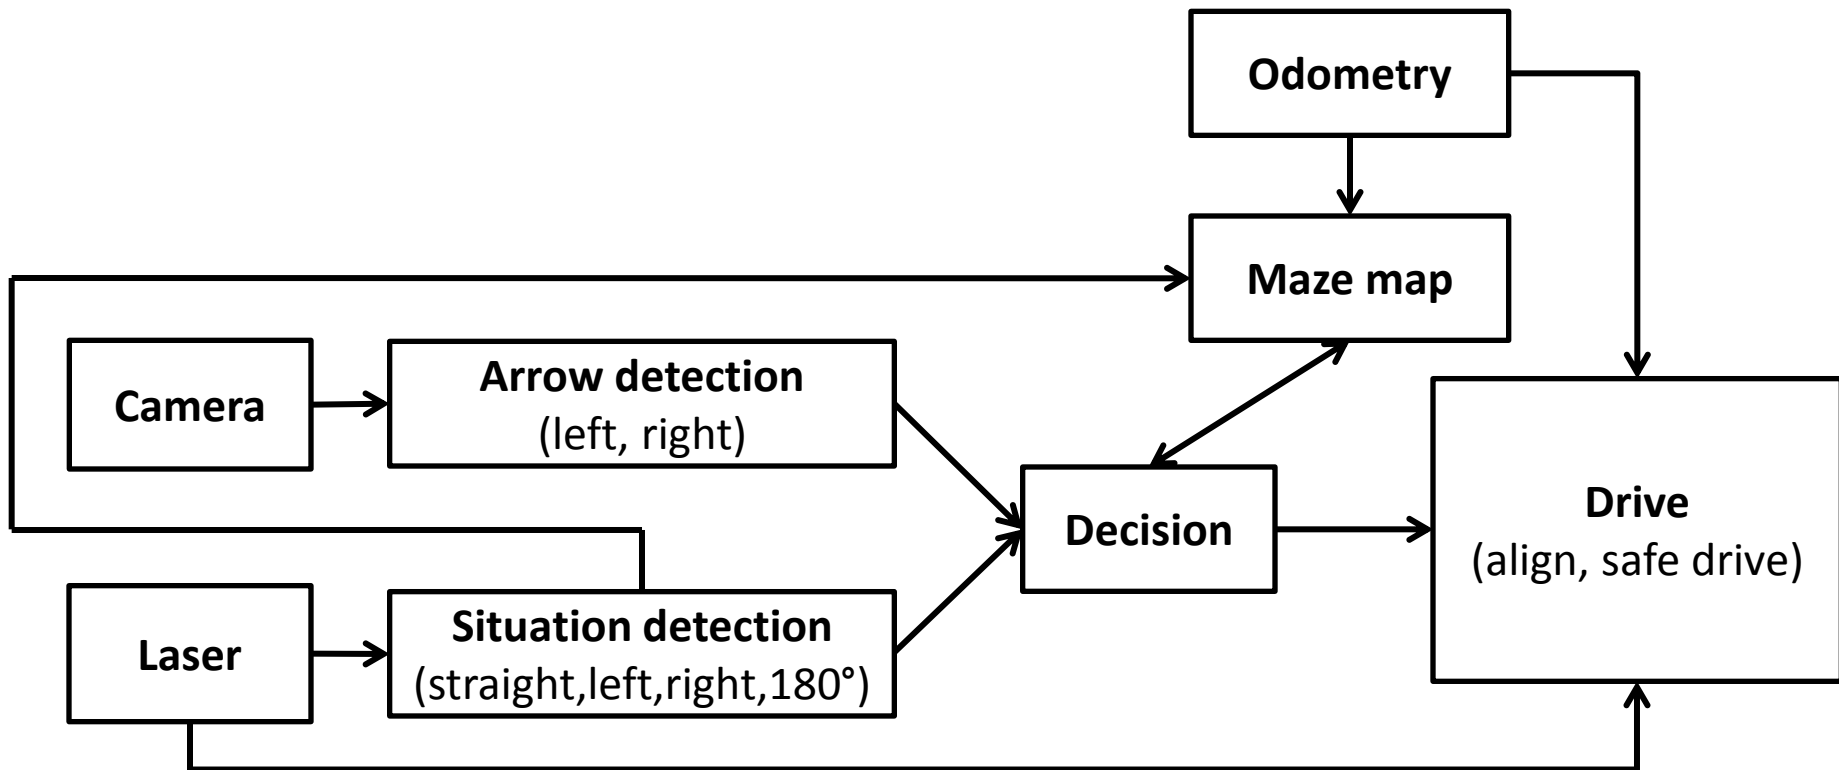 Odometry
Maze map
Camera
Arrow detection
(left, right)
Decision
Drive
(align, safe drive)
Laser
Situation detection
(straight,left,right,180°)